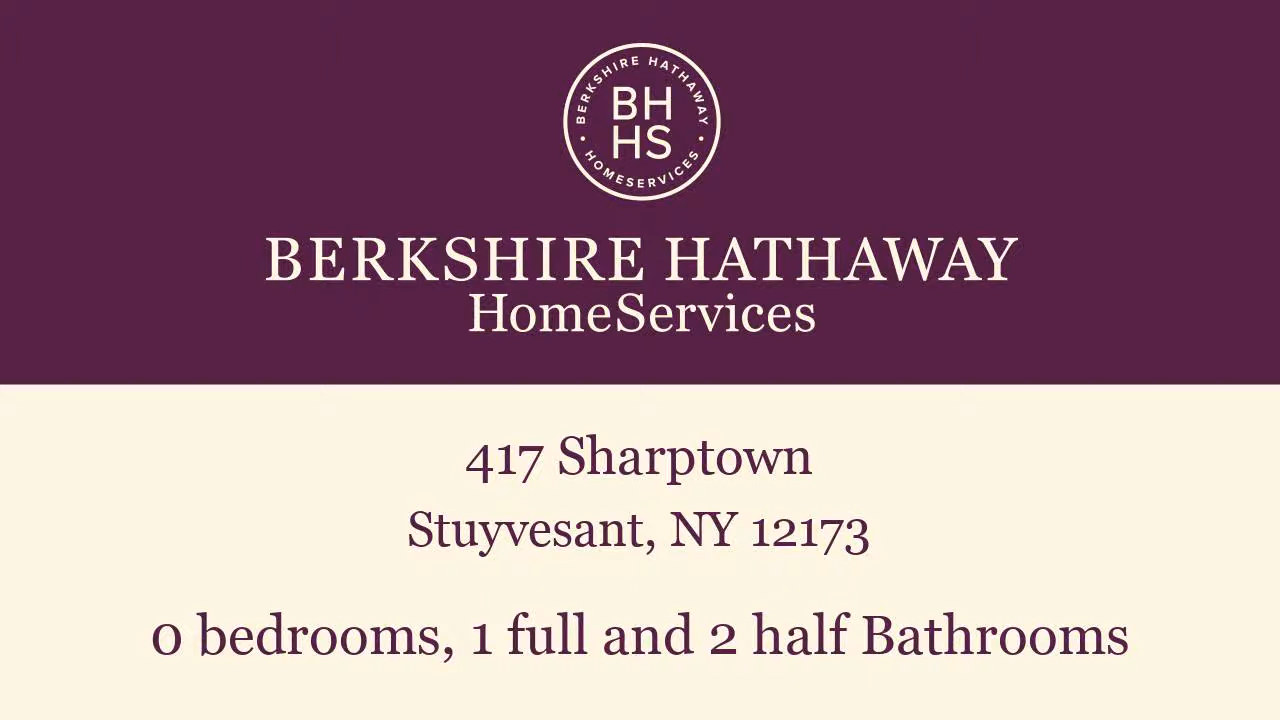 BERKSHIRE HATHAWAY
BH
HS
HOMESERVICES
BERKSHIRE HATHAWAY
HomeServices
417 Sharptown
Stuyvesant, NY 12173
0 bedrooms, 1 full and 2 half Bathrooms